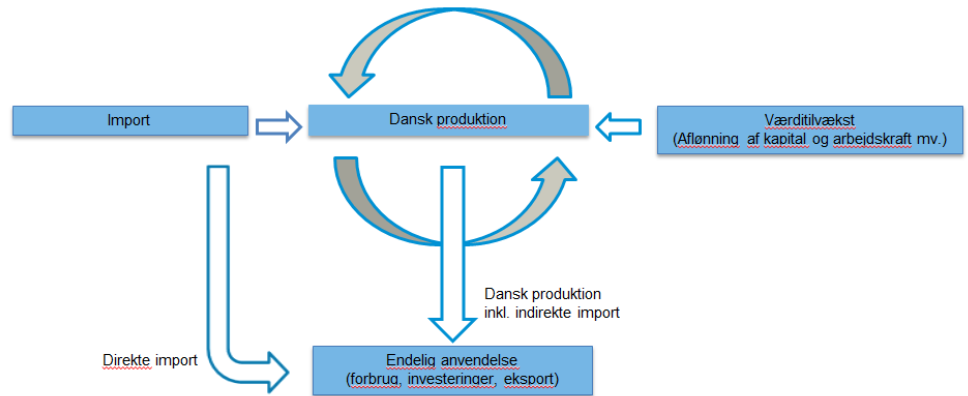 Import
Dansk produktion
Værditilvækst
(Aflønning af kapital og arbejdskraft mv.)
Dansk produktion
inkl. indirekte import
Direkte import
Endelig anvendelse
(forbrug, investeringer, eksport)